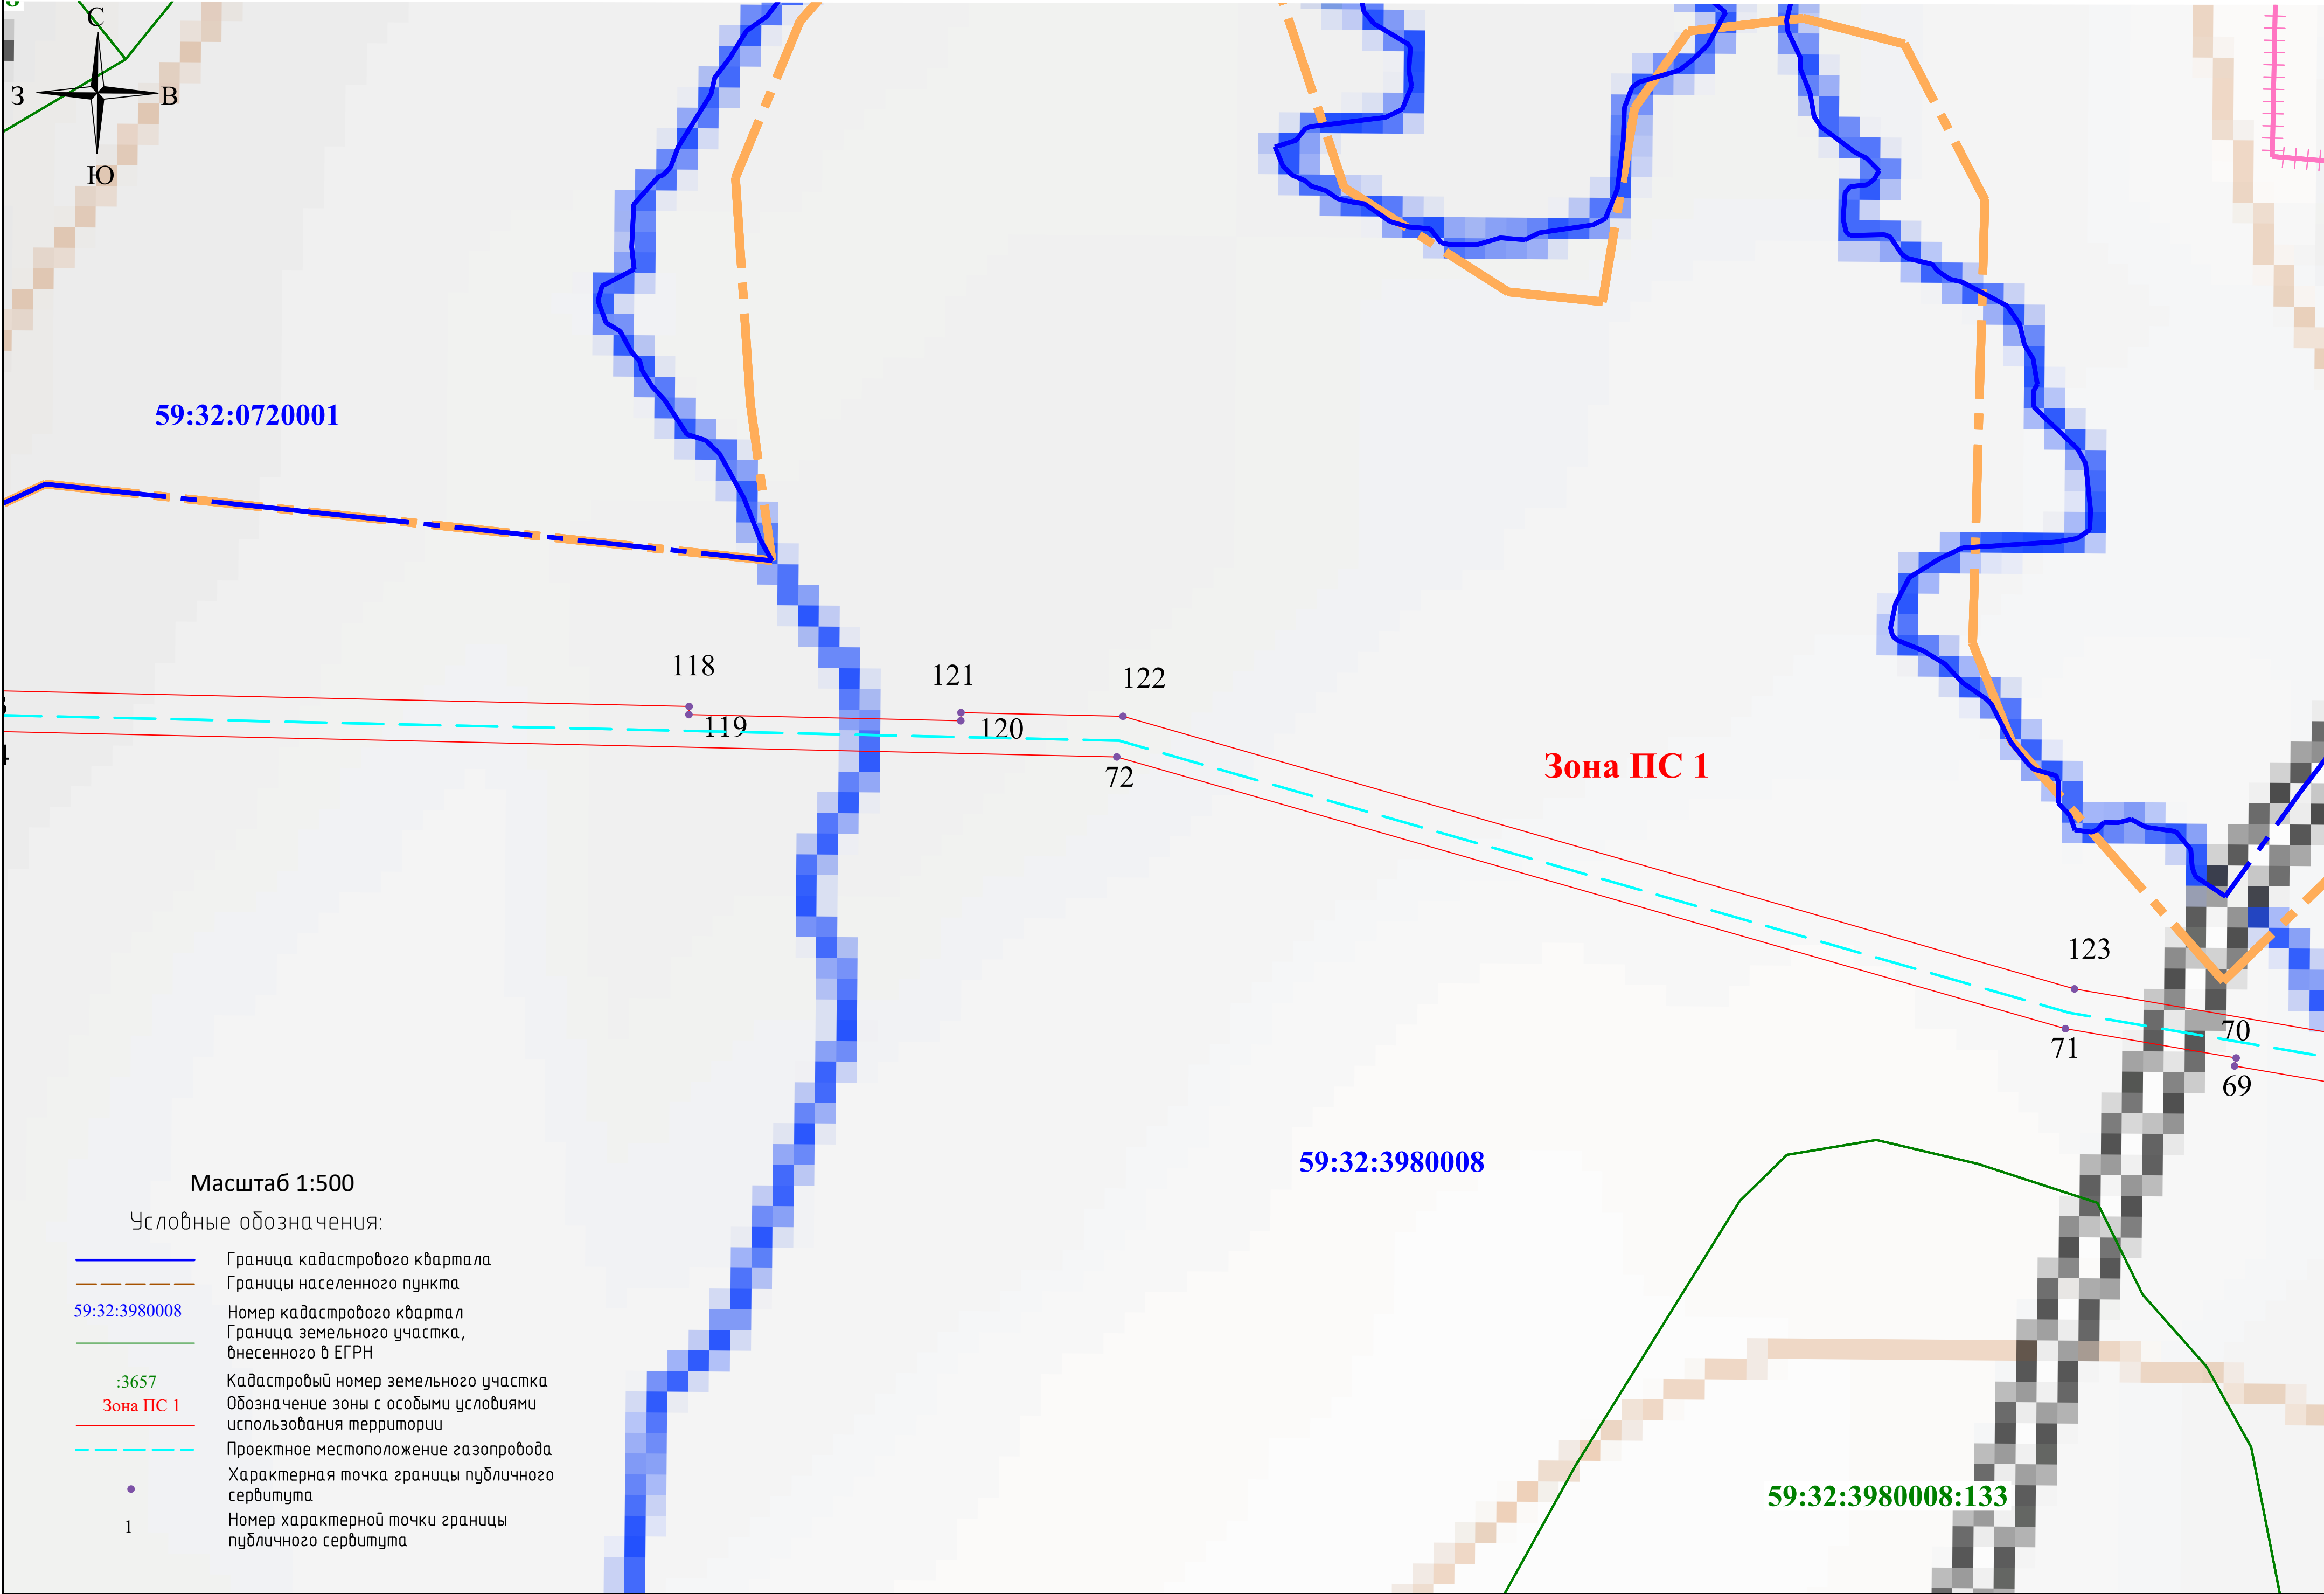 С
З
В
Ю
59:32:0720001
118
121
122
119
120
72
Зона ПС 1
123
70
71
69
59:32:3980008
Масштаб 1:500
Условные обозначения:
Граница кадастрового квартала
Границы населенного пункта
59:32:3980008
Номер кадастрового квартал
Граница земельного участка,
внесенного в ЕГРН
:3657
Кадастровый номер земельного участка
Зона ПС 1
Обозначение зоны с особыми условиями
использования территории
Проектное местоположение газопровода
Характерная точка границы публичного
сервитута
1
Номер характерной точки границы
публичного сервитута
59:32:3980008:133